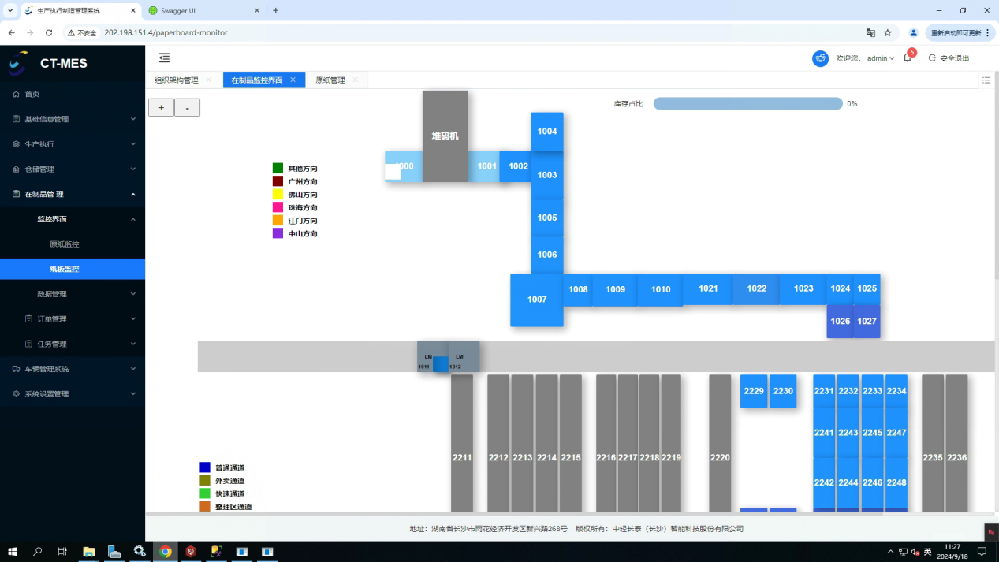 生产执行制造管理系统
Swagger UI
不安全 202.198.151.4/paperboard-monitor
重新启动即可更新
CT-MES
欢迎您, admin
5
安全退出
组织架构管理
在制品监控界面
原纸管理
首页
基础信息管理
生产执行
仓储管理
在制品管 理
监控界面
原纸监控
纸板监控
数据管理
订单管理
任务管理
车辆管理系统
系统设置管理
+ -
库存占比: 0%
堆码机
1004
1000 1001 1002 1003
其他方向
广州方向
佛山方向
珠海方向
江门方向
中山方向
1005
1006
1007 1008 1009 1010 1021 1022 1023 1024 1025
1026 1027
LM LM
1011 1012
2229 2230 2231 2232 2233 2234
2241 2243 2245 2247
2211 2212 2213 2214 2215 2216 2217 2218 2219 2220 2235 2236
2242 2244 2246 2248
普通通道
外卖通道
快速通道
整理区通道
地址：湖南省长沙市雨花经济开发区新兴路268号 版权所有：中轻长泰（长沙）智能科技股份有限公司
英
11:27
2024/9/18